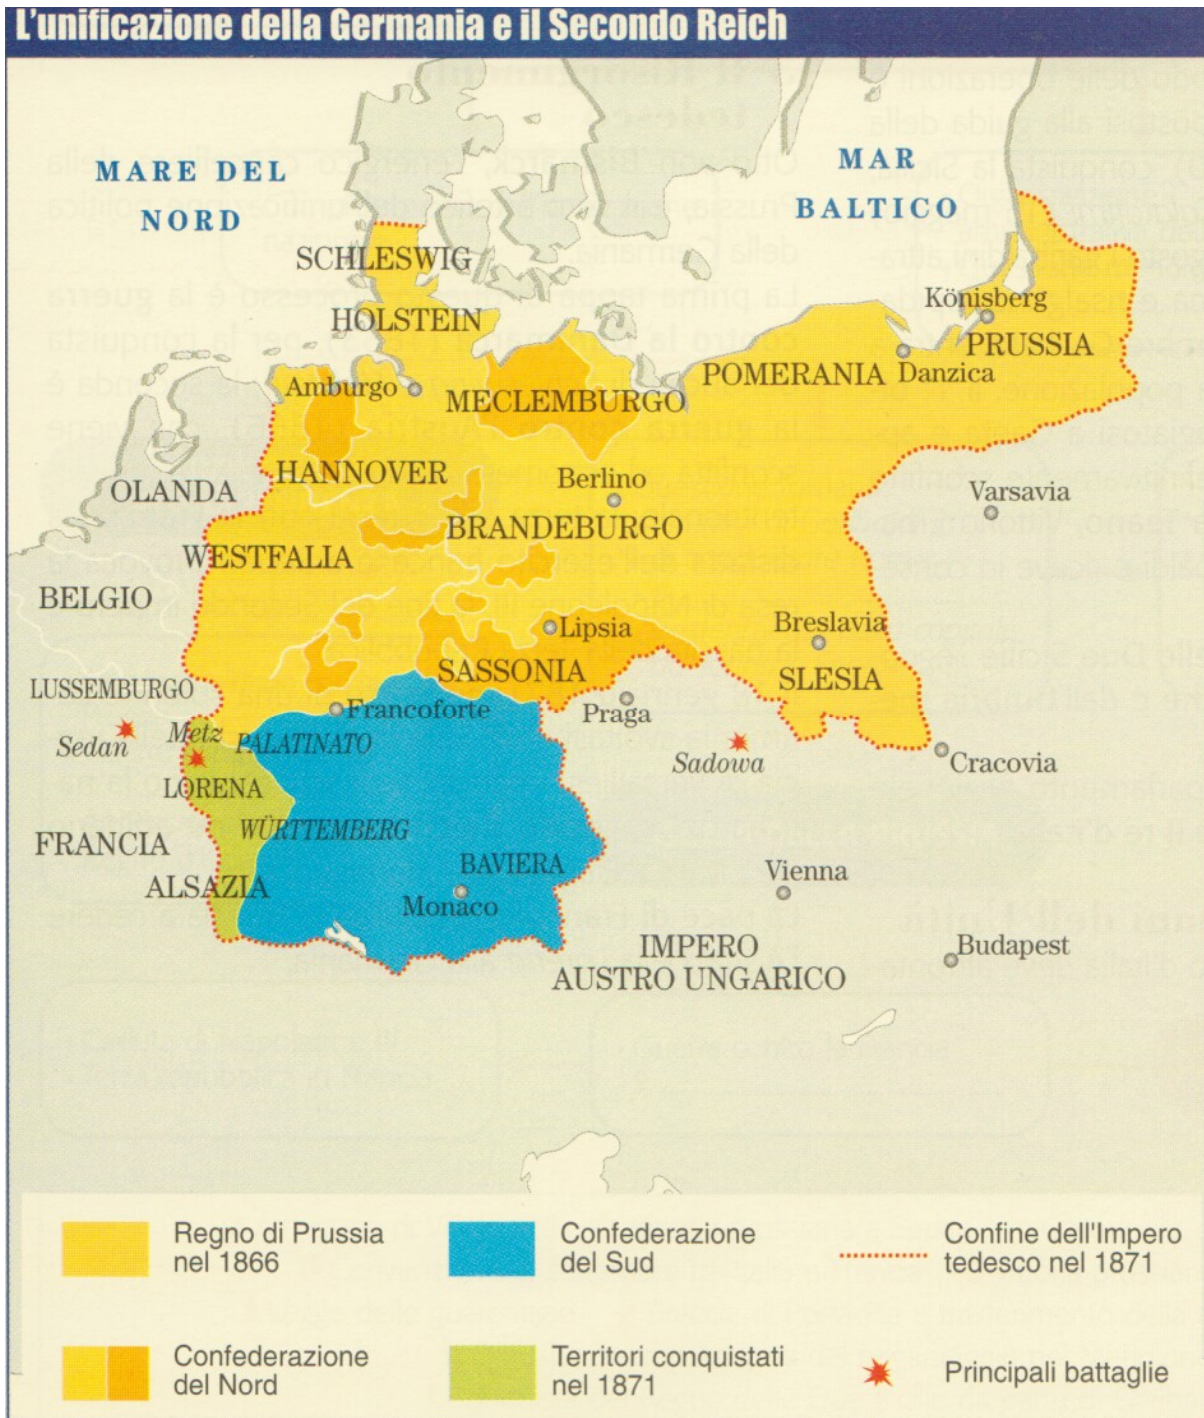 L'unificazione della Germania e il Secondo Reich
MARE DEL
NORD
MAR
BALTICO
SCHLESWIG
HOLSTEIN
Königsberg
PRUSSIA
POMERANIA
Danzica
Amburgo
MECLEMBURGO
HANNOVER
Berlino
OLANDA
Varsavia
BRANDEBURGO
WESTFALIA
BELGIO
Lipsia
Breslavia
SASSONIA
SLESIA
LUSSEMBURGO
Francoforte
Praga
Sedan
Metz
PALATINATO
Sadowa
Cracovia
LORENA
WÜRTTEMBERG
FRANCIA
BAVIERA
Vienna
ALSAZIA
Monaco
IMPERO
AUSTRO UNGARICO
Budapest
Regno di Prussia
nel 1866
Confederazione
del Sud
Confine dell'Impero
tedesco nel 1871
Confederazione
del Nord
Territori conquistati
nel 1871
Principali battaglie